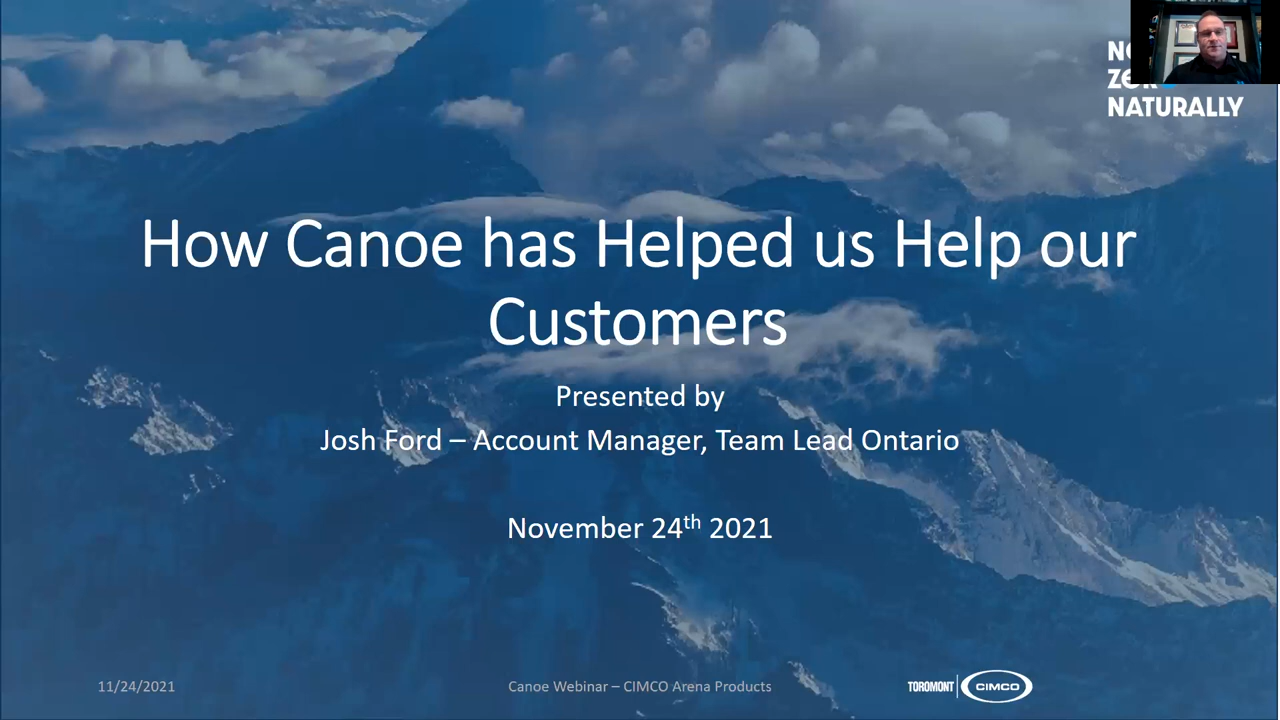 NATURALLY
How Canoe has Helped us Help our
Customers
Presented by
Josh Ford – Account Manager, Team Lead Ontario
November 24th 2021
11/24/2021
Canoe Webinar – CIMCO Arena Products
TOROMONT CIMCO